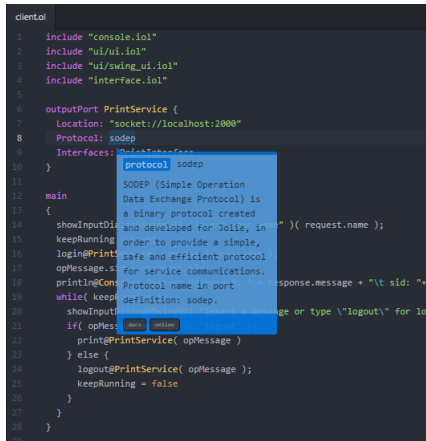 client.ol
1 include "console.iol"
2 include "ui/ui.iol"
3 include "ui/swing_ui.iol"
4 include "interface.iol"
5
6 outputPort PrintService {
7 Location: "socket://localhost:2000"
8 Protocol: sodep
9 Interfaces: PrintInterface
10 }
11
protocol sodep
SODEP (Simple Operation
Data Exchange Protocol) is
a binary protocol created
and developed for Jolie, in
order to provide a simple,
safe and efficient protocol
for service communications.
Protocol name in port
definition: sodep.
docs online
12 main
13 {
14 showInputDia " )( request.name );
15 keepRunning
16 login@Print );
17 opMessage.si
18 println@Cons response.message + "\t sid: "+
19 while( keep
20 showInput a message or type \"logout\" for lo
21 if( opMess
22 print@PrintService( opMessage )
23 } else {
24 logout@PrintService( opMessage );
25 keepRunning = false
26 }
27 }
28 }